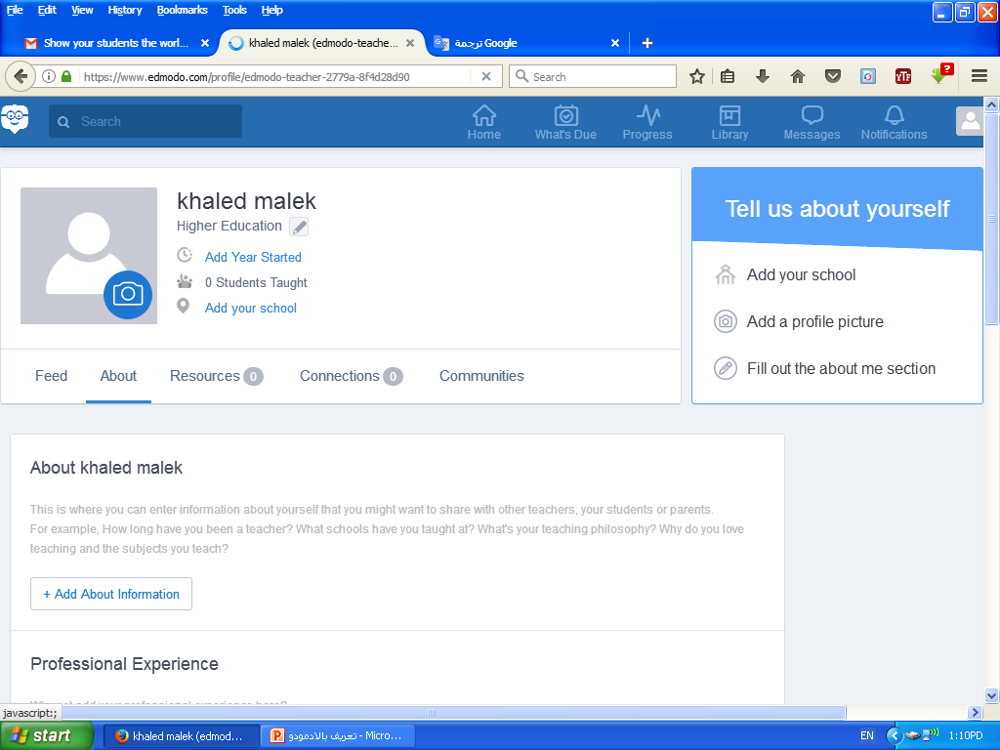 File Edit View History Bookmarks Tools Help
Show your students the worl...
khaled malek (edmodo-teache...
ترجمة Google
https://www.edmodo.com/profile/edmodo-teacher-2779a-8f4d28d90
Search
YTF
?
Search
Home
What's Due
Progress
Library
Messages
Notifications
khaled malek
Higher Education
Add Year Started
0 Students Taught
Add your school
Tell us about yourself
Add your school
Add a profile picture
Fill out the about me section
Feed
About
Resources 0
Connections 0
Communities
About khaled malek
This is where you can enter information about yourself that you might want to share with other teachers, your students or parents.
For example, How long have you been a teacher? What schools have you taught at? What's your teaching philosophy? Why do you love
teaching and the subjects you teach?
+ Add About Information
Professional Experience
javascript:;
start
khaled malek (edmod...
تعريف بالادمودو - Micro...
EN
1:10PD